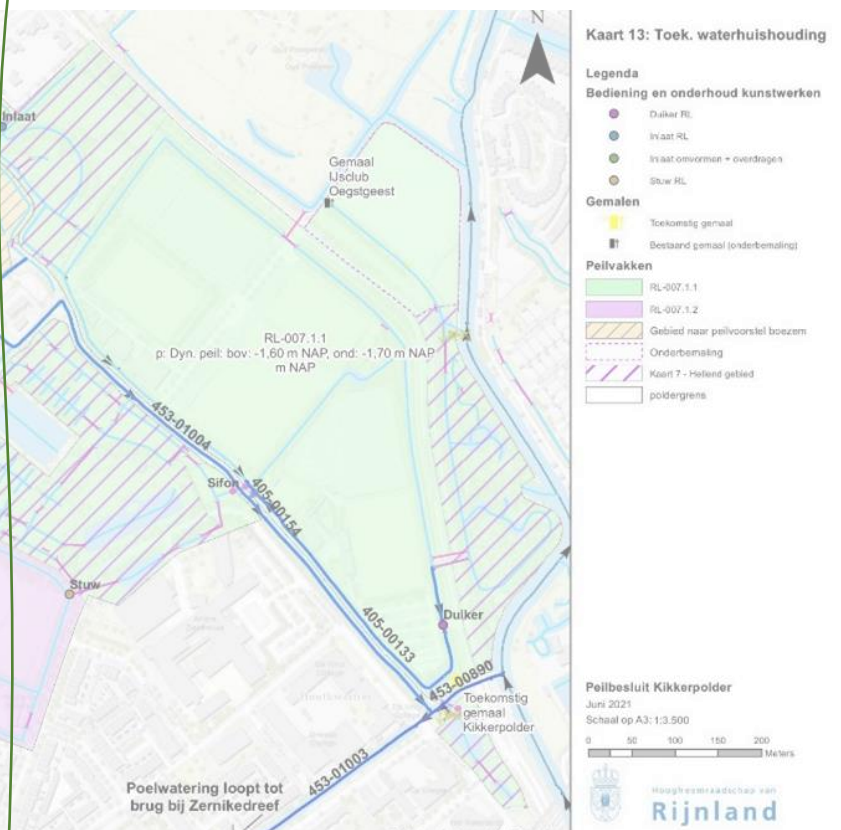 N
Inlaat
Gemaal
IJsclub
Oegstgeest
RL-007.1.1
p: Dyn. peil: bov: -1,60 m NAP, ond: -1,70 m NAP
m NAP
453-01004
Sifon
405-00154
Stuw
Duiker
405-00133
453-00890
Toekomstig
gemaal
Kikkerpolder
453-01003
Poelwatering loopt tot
brug bij Zernikedreef
Kaart 13: Toek. waterhuishouding
Legenda
Bediening en onderhoud kunstwerken
Duiker RL
Inlaat RL
Inlaat omvormen + overdragen
Stuw RL
Gemalen
Toekomstig gemaal
Bestaand gemaal (onderbemaling)
Peilvakken
RL-007.1.1
RL-007.1.2
Gebied naar peilvoorstel boezem
Onderbemaling
Kaart 7 - Hellend gebied
poldergrens
Peilbesluit Kikkerpolder
Juni 2021
Schaal op A3: 1:3.500
0 50 100 150 200
Meters
Hoogheemraadschap van
Rijnland